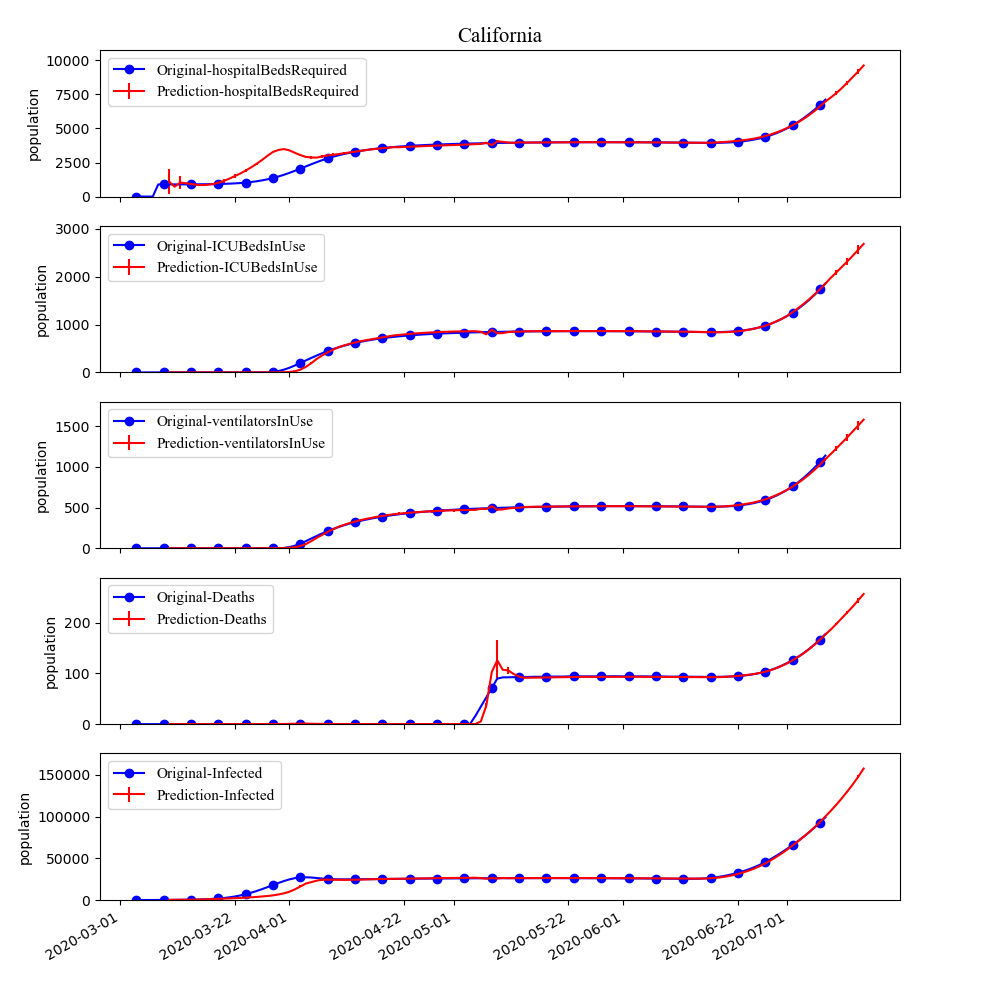 California
10000
7500
5000
2500
0
population
Original-hospitalBedsRequired
Prediction-hospitalBedsRequired
3000
2000
1000
0
population
Original-ICUBedsInUse
Prediction-ICUBedsInUse
1500
1000
500
0
population
Original-ventilatorsInUse
Prediction-ventilatorsInUse
200
100
0
population
Original-Deaths
Prediction-Deaths
150000
100000
50000
0
population
Original-Infected
Prediction-Infected
2020-03-01
2020-03-22
2020-04-01
2020-04-22
2020-05-01
2020-05-22
2020-06-01
2020-06-22
2020-07-01